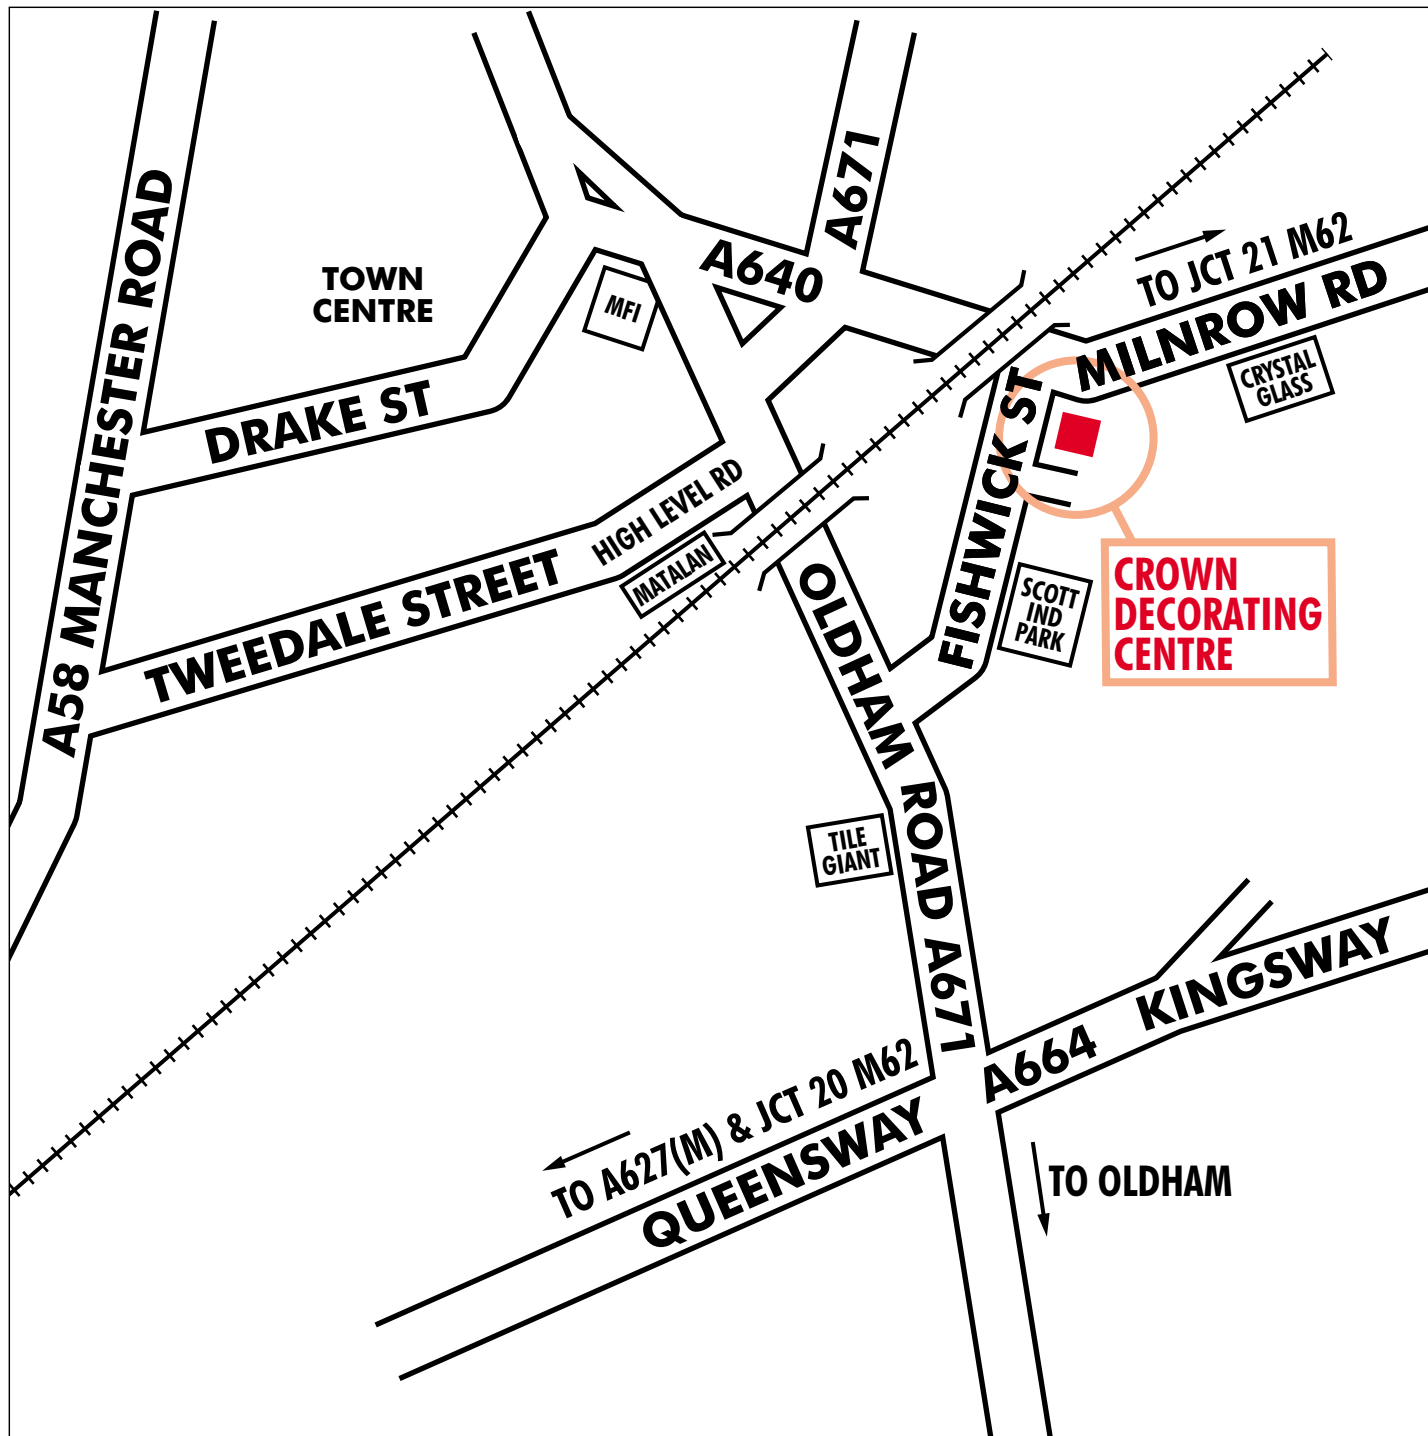 A671
A58 MANCHESTER ROAD
TOWN
CENTRE
A640
TO JCT 21 M62
MILNROW RD
MFI
CRYSTAL
GLASS
DRAKE ST
FISHWICK ST
HIGH LEVEL RD
MATALAN
TWEEDALE STREET
CROWN
DECORATING
CENTRE
SCOTT
IND
PARK
OLDHAM ROAD A671
TILE
GIANT
KINGSWAY
A664
TO A627(M) & JCT 20 M62
QUEENSWAY
TO OLDHAM